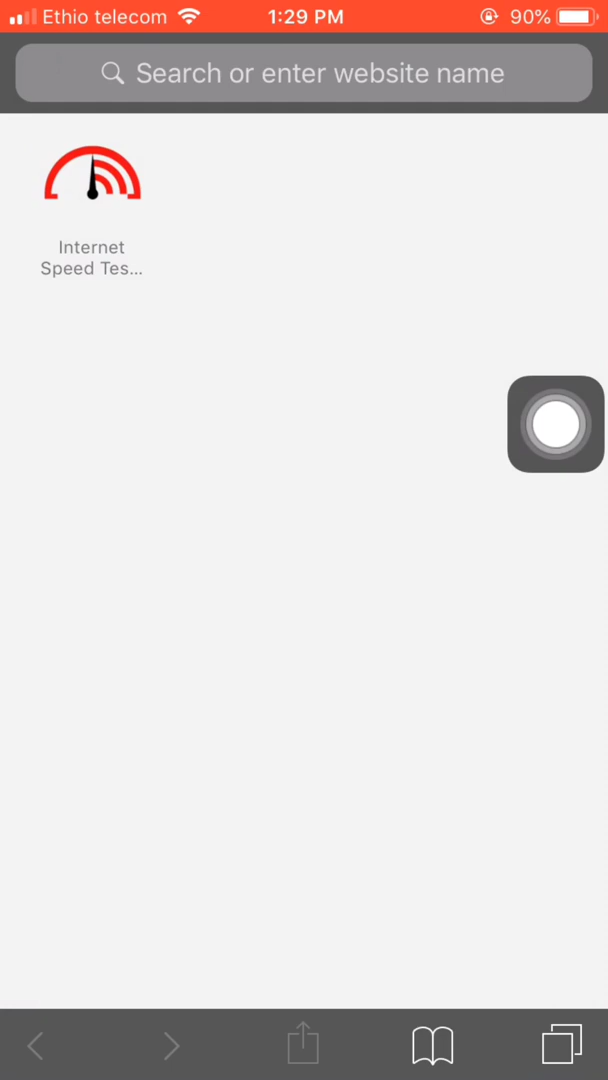 Ethio telecom 1:29 PM 90%
Search or enter website name
Internet
Speed Tes...